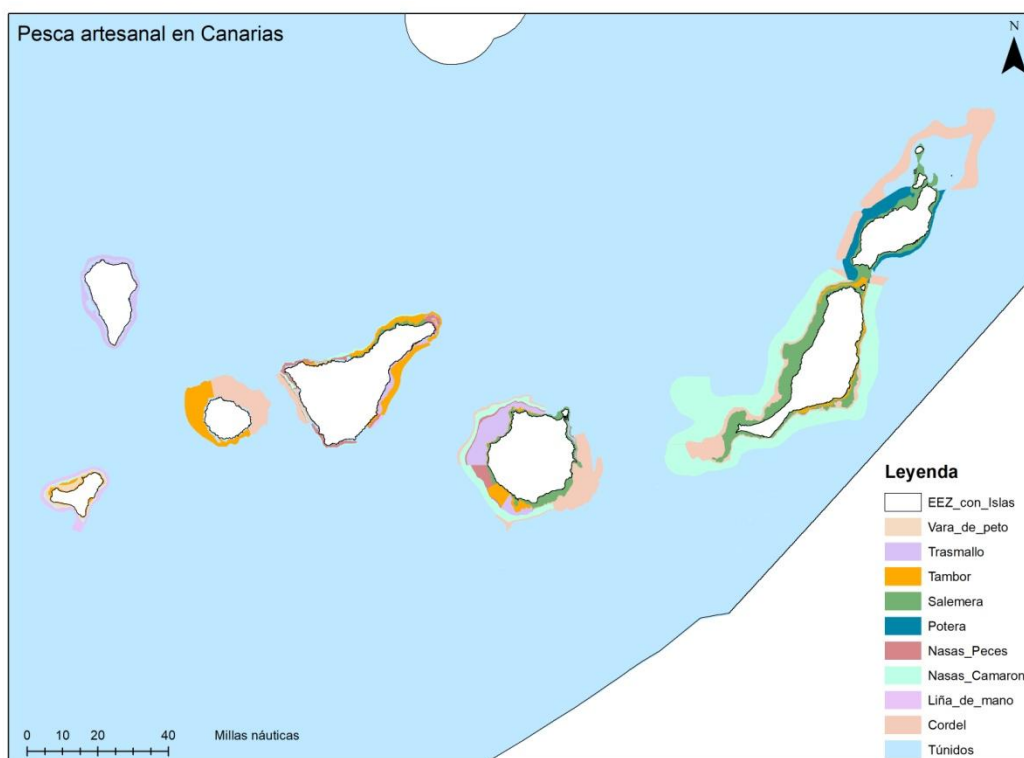 Pesca artesanal en Canarias
N
Leyenda
EEZ_con_Islas
Vara_de_peto
Trasmallo
Tambor
Salemera
Potera
Nasas_Peces
Nasas_Camaron
Liña_de_mano
Cordel
Túnidos
0 10 20 40 Millas náuticas